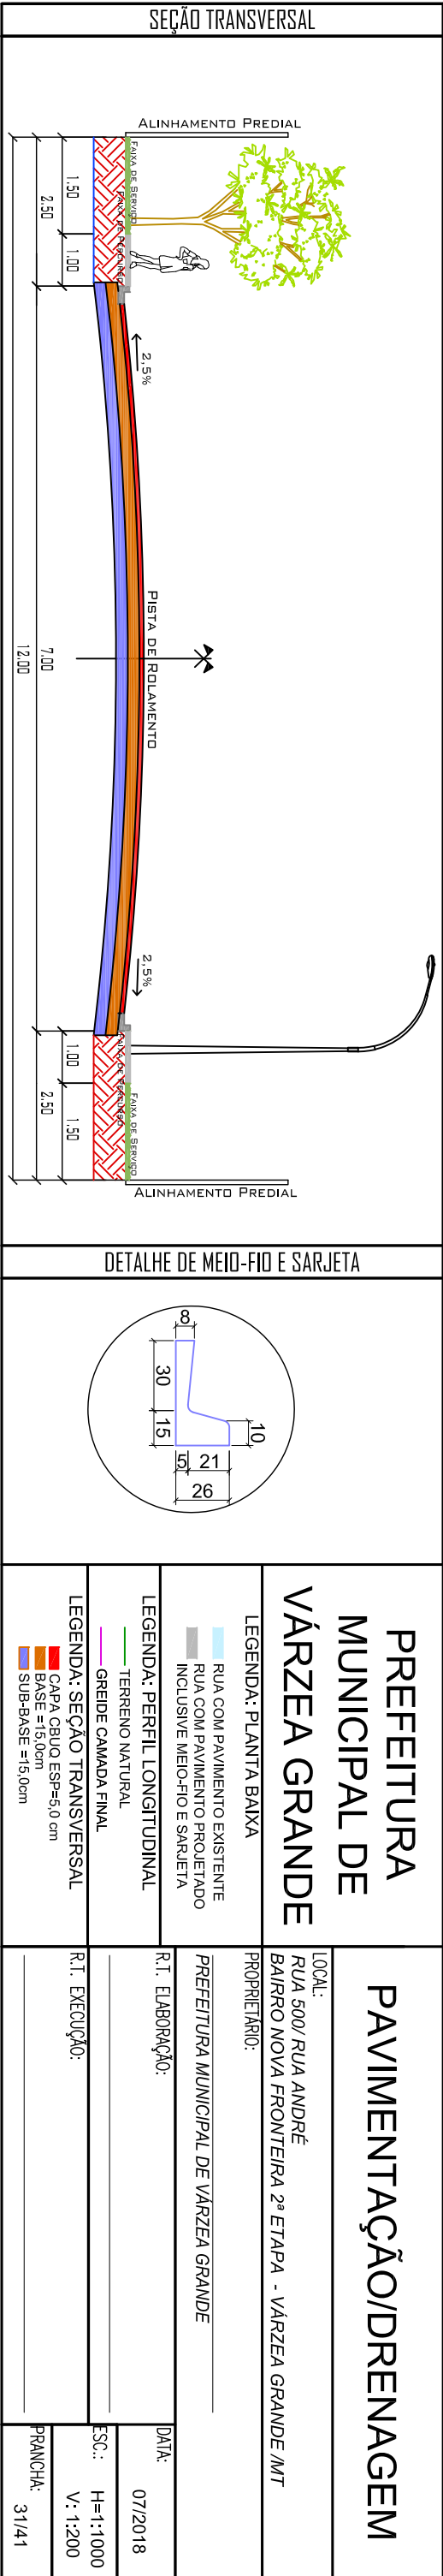 SEÇÃO TRANSVERSAL
ALINHAMENTO PREDIAL
FAIXA DE SERVIÇO
FAIXA DE PERCURSO
1.50
1.00
2.50
2,5%
PISTA DE ROLAMENTO
7.00
12.00
2,5%
FAIXA DE PERCURSO
FAIXA DE SERVIÇO
1.00
1.50
2.50
ALINHAMENTO PREDIAL
DETALHE DE MEIO-FIO E SARJETA
8
30
15
10
5
21
26
PREFEITURA
MUNICIPAL DE
VÁRZEA GRANDE
LEGENDA: PLANTA BAIXA
RUA COM PAVIMENTO EXISTENTE
RUA COM PAVIMENTO PROJETADO
INCLUSIVE MEIO-FIO E SARJETA
LEGENDA: PERFIL LONGITUDINAL
TERRENO NATURAL
GREIDE CAMADA FINAL
LEGENDA: SEÇÃO TRANSVERSAL
CAPA CBUQ ESP=5,0 cm
BASE =15,0cm
SUB-BASE =15,0cm
PAVIMENTAÇÃO/DRENAGEM
LOCAL:
RUA 500/ RUA ANDRÉ
BAIRRO NOVA FRONTEIRA 2ª ETAPA - VÁRZEA GRANDE /MT
PROPRIETÁRIO:
PREFEITURA MUNICIPAL DE VÁRZEA GRANDE
R.T. ELABORAÇÃO:
R.T. EXECUÇÃO:
DATA:
07/2018
ESC.:
H=1:1000
V: 1:200
PRANCHA:
31/41